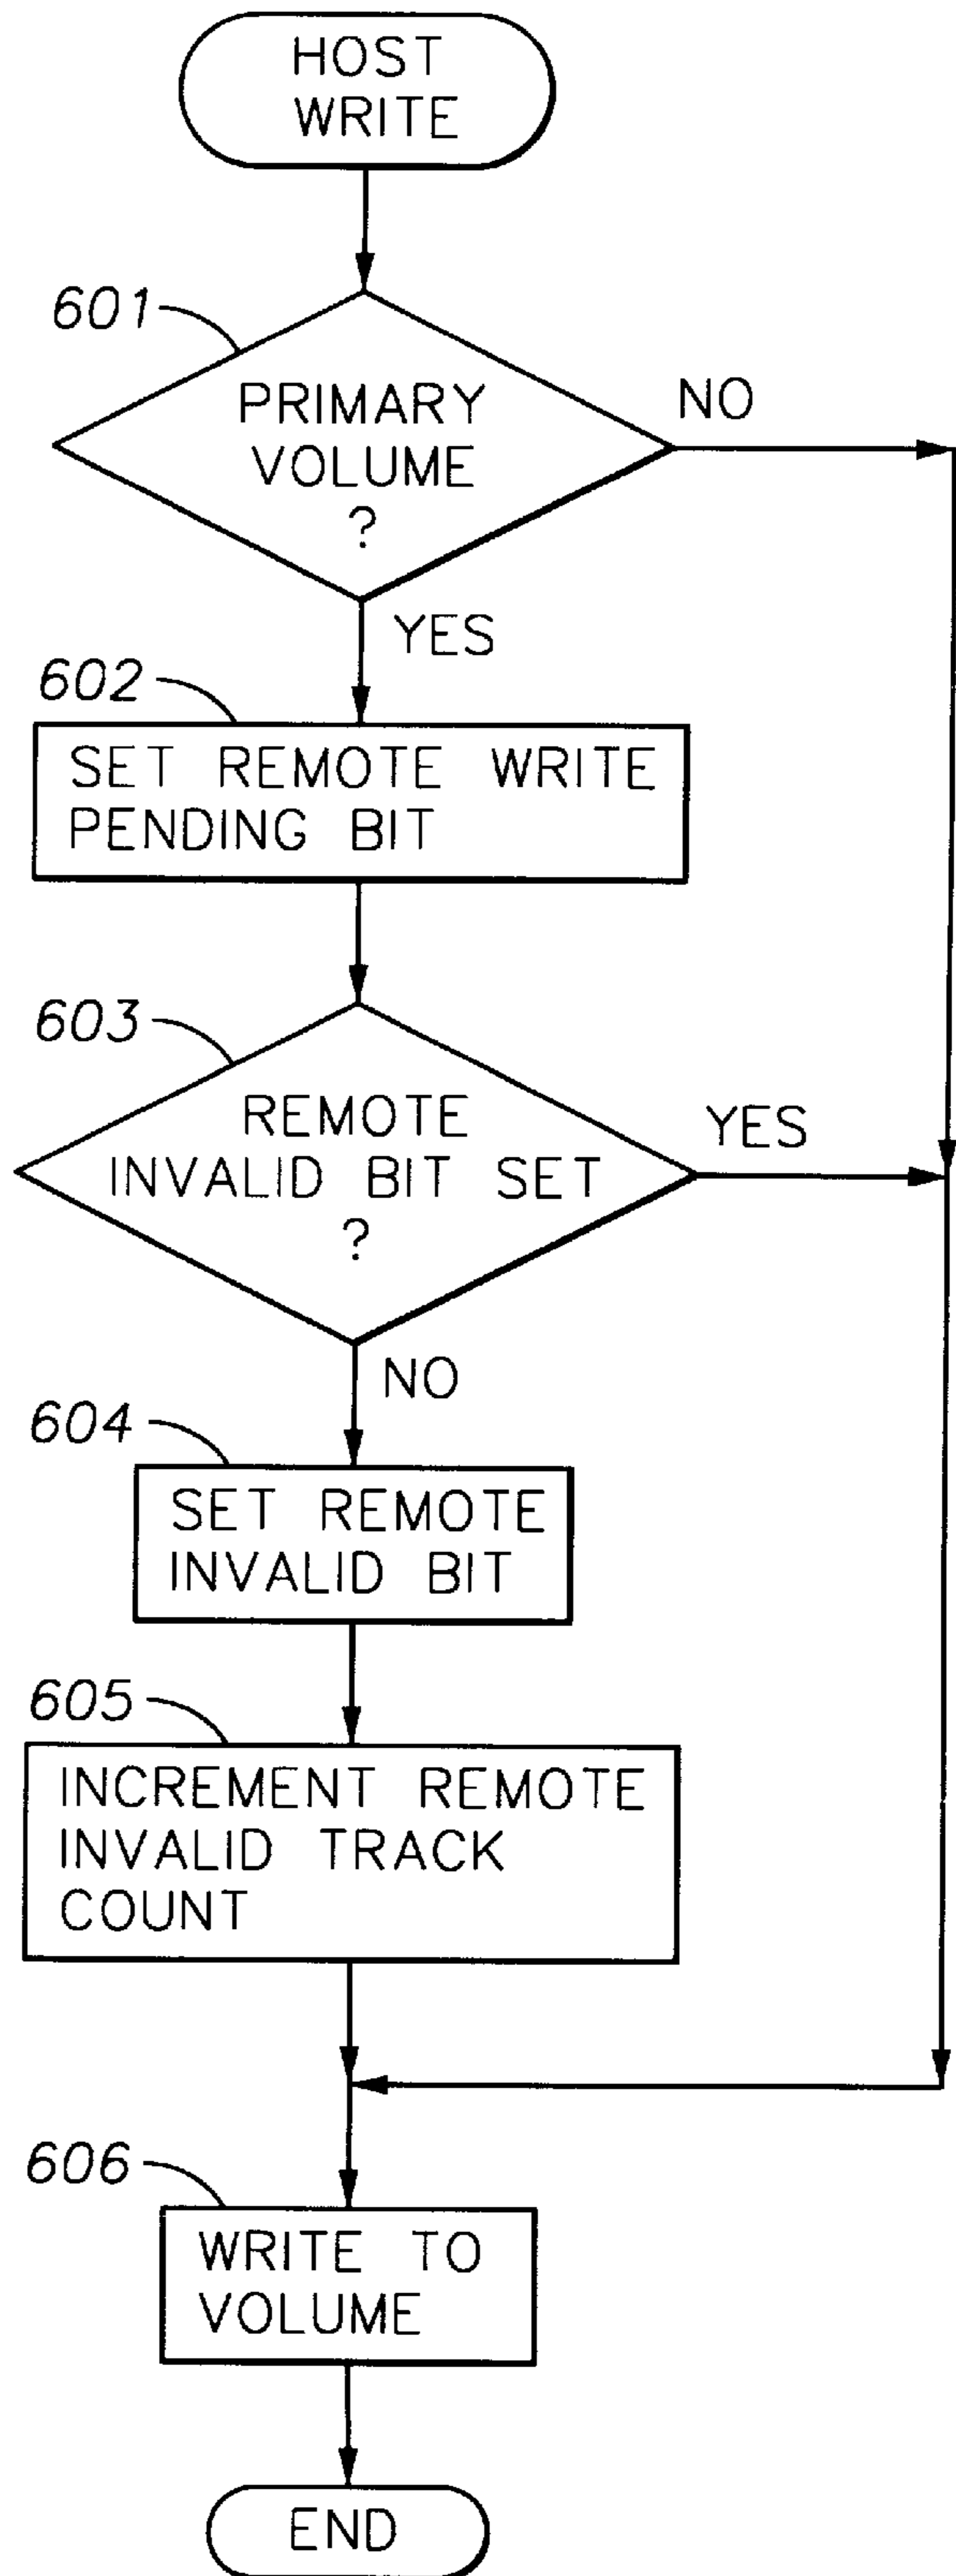 HOST
WRITE
601
PRIMARY
VOLUME
?
NO
YES
602
SET REMOTE WRITE
PENDING BIT
603
REMOTE
INVALID BIT SET
?
YES
NO
604
SET REMOTE
INVALID BIT
605
INCREMENT REMOTE
INVALID TRACK
COUNT
606
WRITE TO
VOLUME
END